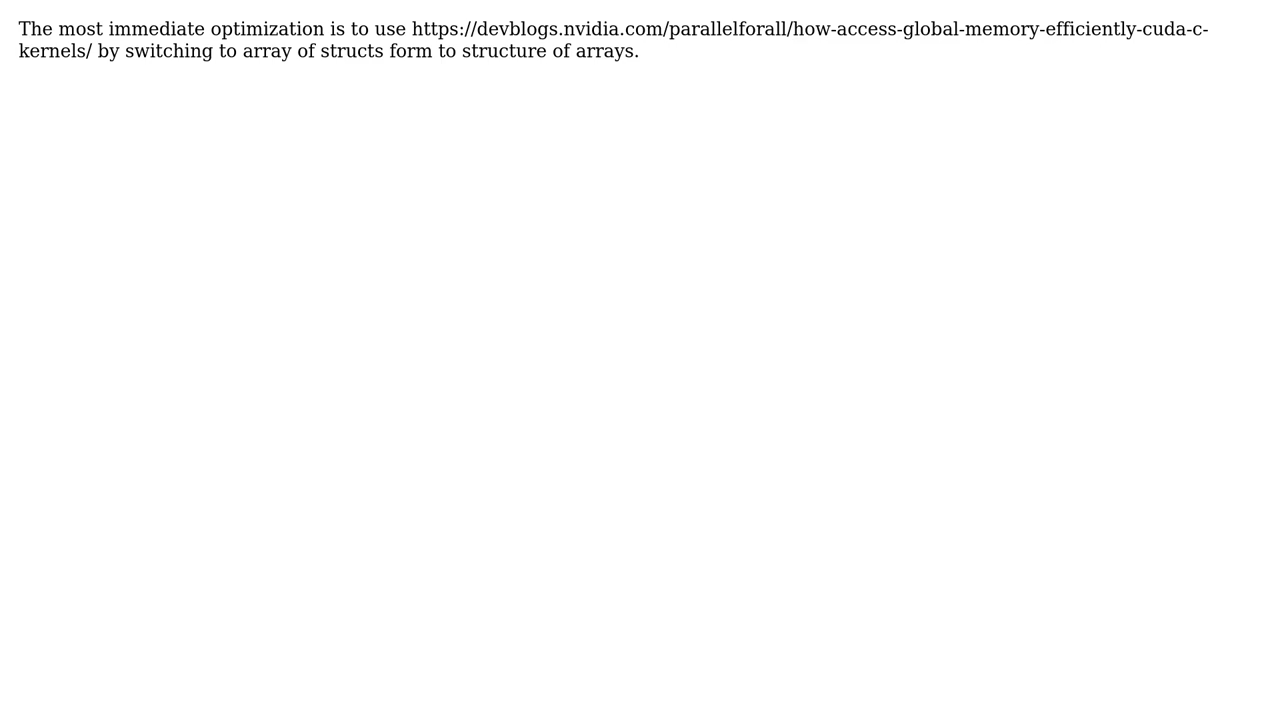 The most immediate optimization is to use https://devblogs.nvidia.com/parallelforall/how-access-global-memory-efficiently-cuda-c-
kernels/ by switching to array of structs form to structure of arrays.